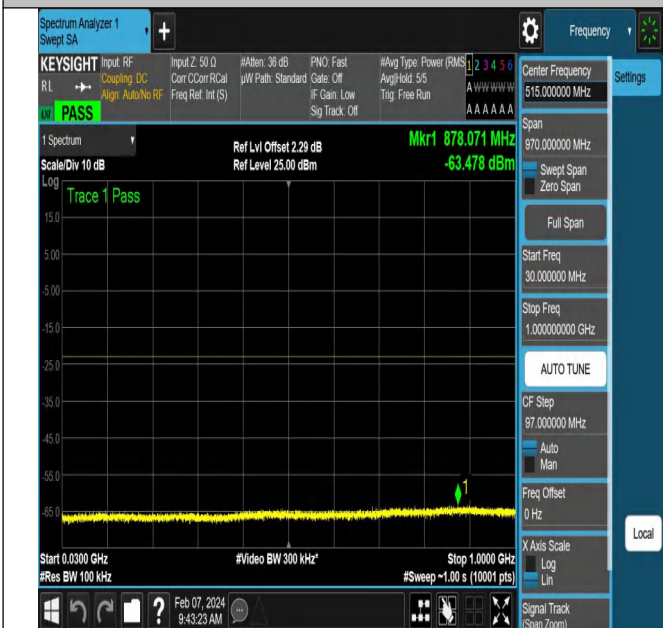 Spectrum Analyzer 1
Swept SA
+
Frequency
KEYSIGHT
Input: RF
Input Z: 50 Ω
#Atten: 36 dB
PNO: Fast
#Avg Type: Power (RMS
1 2 3 4 5 6
RL
Coupling: DC
Corr CCorr RCal
µW Path: Standard
Gate: Off
Avg|Hold: 5/5
A W W W W W
Align: Auto/No RF
Freq Ref: Int (S)
IF Gain: Low
Trig: Free Run
Sig Track: Off
A A A A A A
LNI PASS
1 Spectrum
Scale/Div 10 dB
Ref Lvl Offset 2.29 dB
Ref Level 25.00 dBm
Mkr1 878.071 MHz
-63.478 dBm
Log
Trace 1 Pass
15.0
5.00
-5.00
-15.0
-25.0
-35.0
-45.0
-55.0
-65.0
1
Start 0.0300 GHz
#Video BW 300 kHz*
Stop 1.0000 GHz
#Res BW 100 kHz
#Sweep ~1.00 s (10001 pts)
Feb 07, 2024
9:43:23 AM
?
Center Frequency
515.000000 MHz
Settings
Span
970.000000 MHz
Swept Span
Zero Span
Full Span
Start Freq
30.000000 MHz
Stop Freq
1.000000000 GHz
AUTO TUNE
CF Step
97.000000 MHz
Auto
Man
Freq Offset
0 Hz
Local
X Axis Scale
Log
Lin
Signal Track
(Span Zoom)